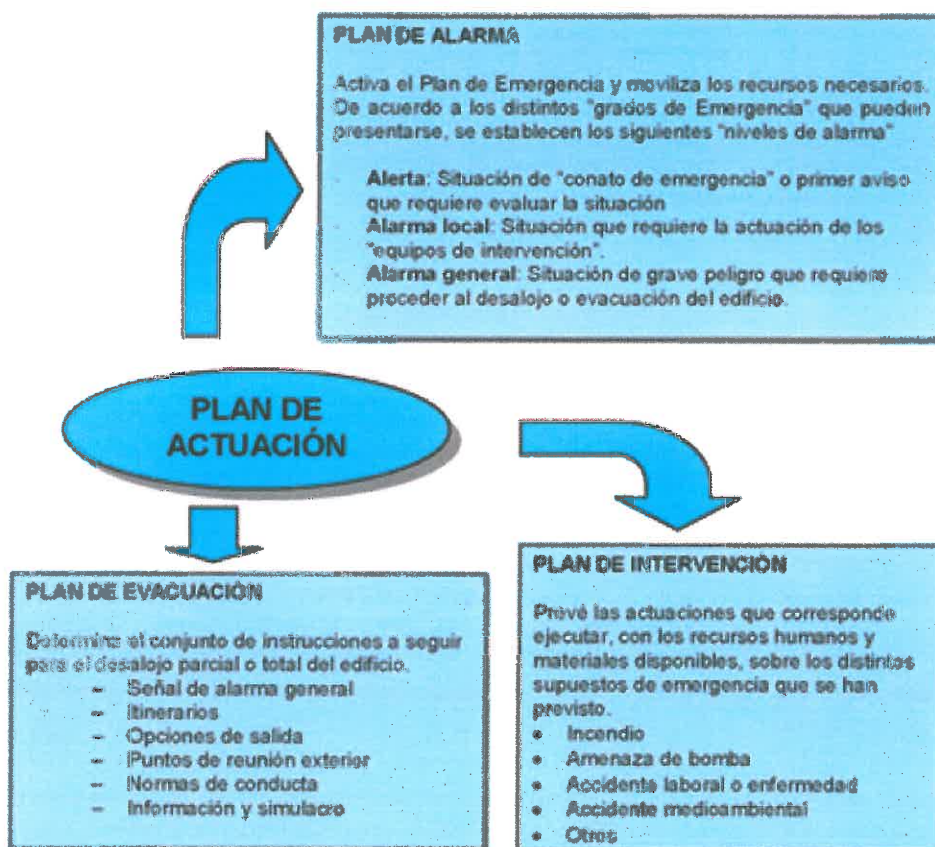 PLAN DE ALARMA
Activa el Plan de Emergencia y moviliza los recursos necesarios.
De acuerdo a los distintos "grados de Emergencia" que pueden
presentarse, se establecen los siguientes "niveles de alarma"
- Alerta: Situación de "conato de emergencia" o primer aviso
que requiere evaluar la situación
- Alarma local: Situación que requiere la actuación de los
"equipos de intervención".
- Alarma general: Situación de grave peligro que requiere
proceder al desalojo o evacuación del edificio.
PLAN DE
ACTUACIÓN
PLAN DE EVACUACIÓN
Determina el conjunto de instrucciones a seguir
para el desalojo parcial o total del edificio.
– Señal de alarma general
– Itinerarios
– Opciones de salida
– Puntos de reunión exterior
– Normas de conducta
– Información y simulacro
PLAN DE INTERVENCIÓN
Prevé las actuaciones que corresponde
ejecutar, con los recursos humanos y
materiales disponibles, sobre los distintos
supuestos de emergencia que se han
previsto.
• Incendio
• Amenaza de bomba
• Accidente laboral o enfermedad
• Accidente medioambiental
• Otros